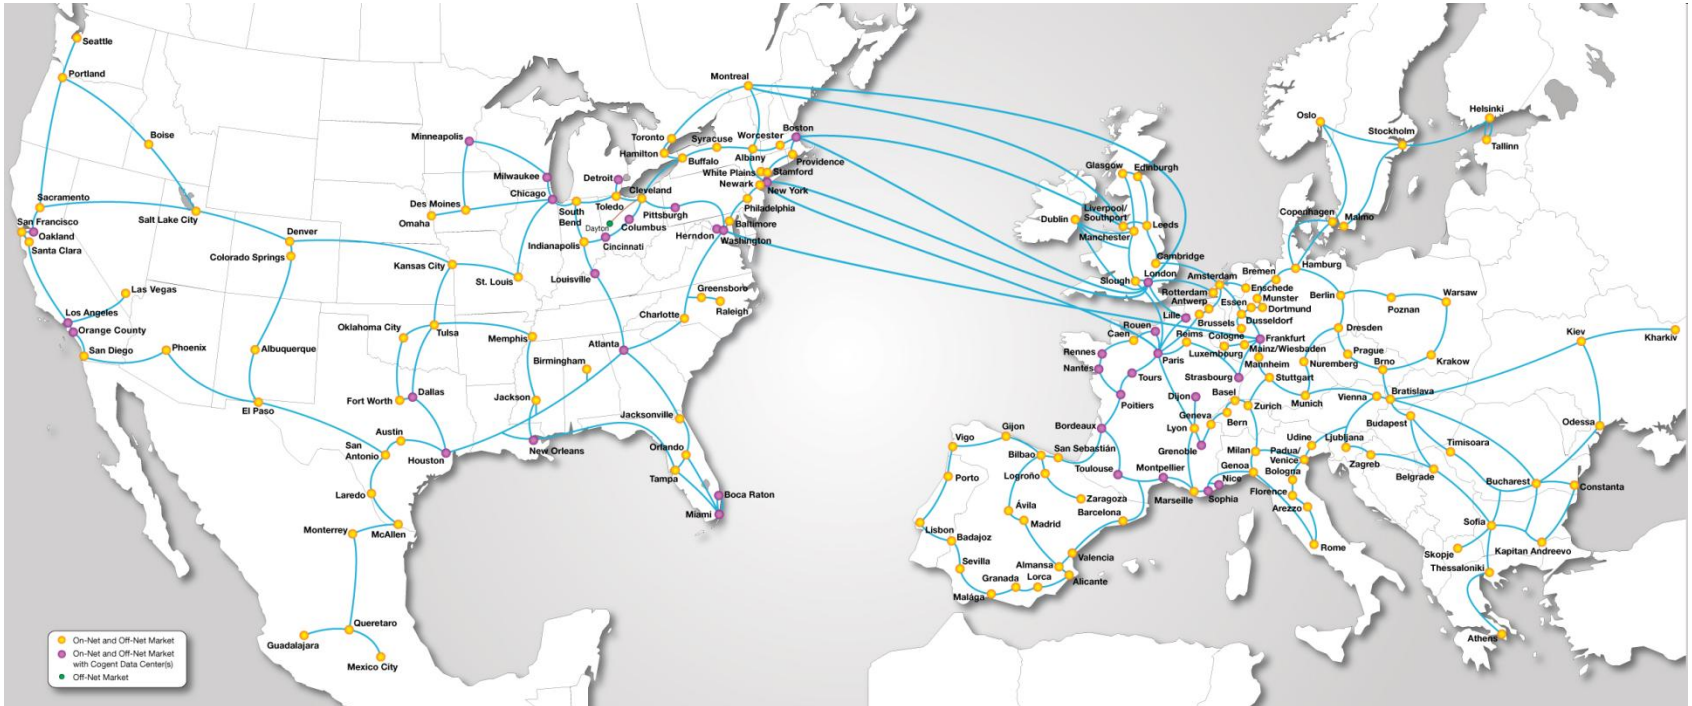 Seattle
Portland
Boise
Sacramento
San Francisco
Oakland
Santa Clara
Salt Lake City
Denver
Colorado Springs
Las Vegas
Los Angeles
Orange County
San Diego
Phoenix
Albuquerque
El Paso
Minneapolis
Milwaukee
Chicago
Des Moines
Omaha
Kansas City
St. Louis
Oklahoma City
Tulsa
Memphis
Birmingham
Fort Worth
Dallas
Jackson
Austin
San
Antonio
Houston
New Orleans
Laredo
Monterrey
McAllen
Queretaro
Guadalajara
Mexico City
Montreal
Toronto
Hamilton
Syracuse
Worcester
Boston
Buffalo
Albany
Providence
White Plains
Stamford
Newark
New York
Philadelphia
Detroit
Cleveland
Toledo
South
Bend
Pittsburgh
Dayton
Columbus
Indianapolis
Cincinnati
Herndon
Baltimore
Washington
Louisville
Greensboro
Raleigh
Charlotte
Atlanta
Jacksonville
Orlando
Tampa
Boca Raton
Miami
Glasgow
Edinburgh
Dublin
Liverpool/
Southport
Leeds
Manchester
Cambridge
London
Slough
Oslo
Stockholm
Helsinki
Tallinn
Copenhagen
Malmo
Hamburg
Bremen
Amsterdam
Rotterdam
Antwerp
Enschede
Munster
Essen
Dortmund
Dusseldorf
Brussels
Lille
Rouen
Caen
Reims
Cologne
Frankfurt
Mainz/Wiesbaden
Luxembourg
Mannheim
Rennes
Nantes
Paris
Tours
Strasbourg
Stuttgart
Nuremberg
Berlin
Poznan
Warsaw
Dresden
Prague
Brno
Krakow
Kiev
Kharkiv
Poitiers
Dijon
Basel
Zurich
Munich
Vienna
Bratislava
Budapest
Odessa
Geneva
Bern
Lyon
Grenoble
Bordeaux
Toulouse
Montpellier
Marseille
Nice
Sophia
Milan
Genoa
Udine
Padua/
Venice
Bologna
Ljubljana
Zagreb
Timisoara
Belgrade
Bucharest
Constanta
Florence
Arezzo
Rome
Sofia
Skopje
Kapitan Andreevo
Thessaloniki
Athens
Vigo
Gijon
Bilbao
San Sebastián
Logroño
Porto
Zaragoza
Barcelona
Ávila
Madrid
Lisbon
Badajoz
Sevilla
Almansa
Valencia
Granada
Lorca
Alicante
Malága
On-Net and Off-Net Market
On-Net and Off-Net Market
with Cogent Data Center(s)
Off-Net Market